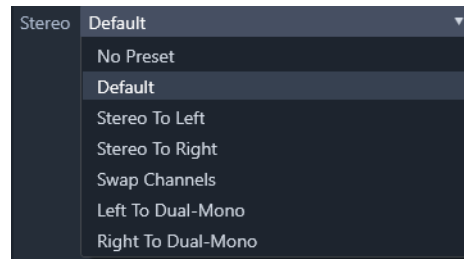 Stereo Default
No Preset
Default
Stereo To Left
Stereo To Right
Swap Channels
Left To Dual-Mono
Right To Dual-Mono